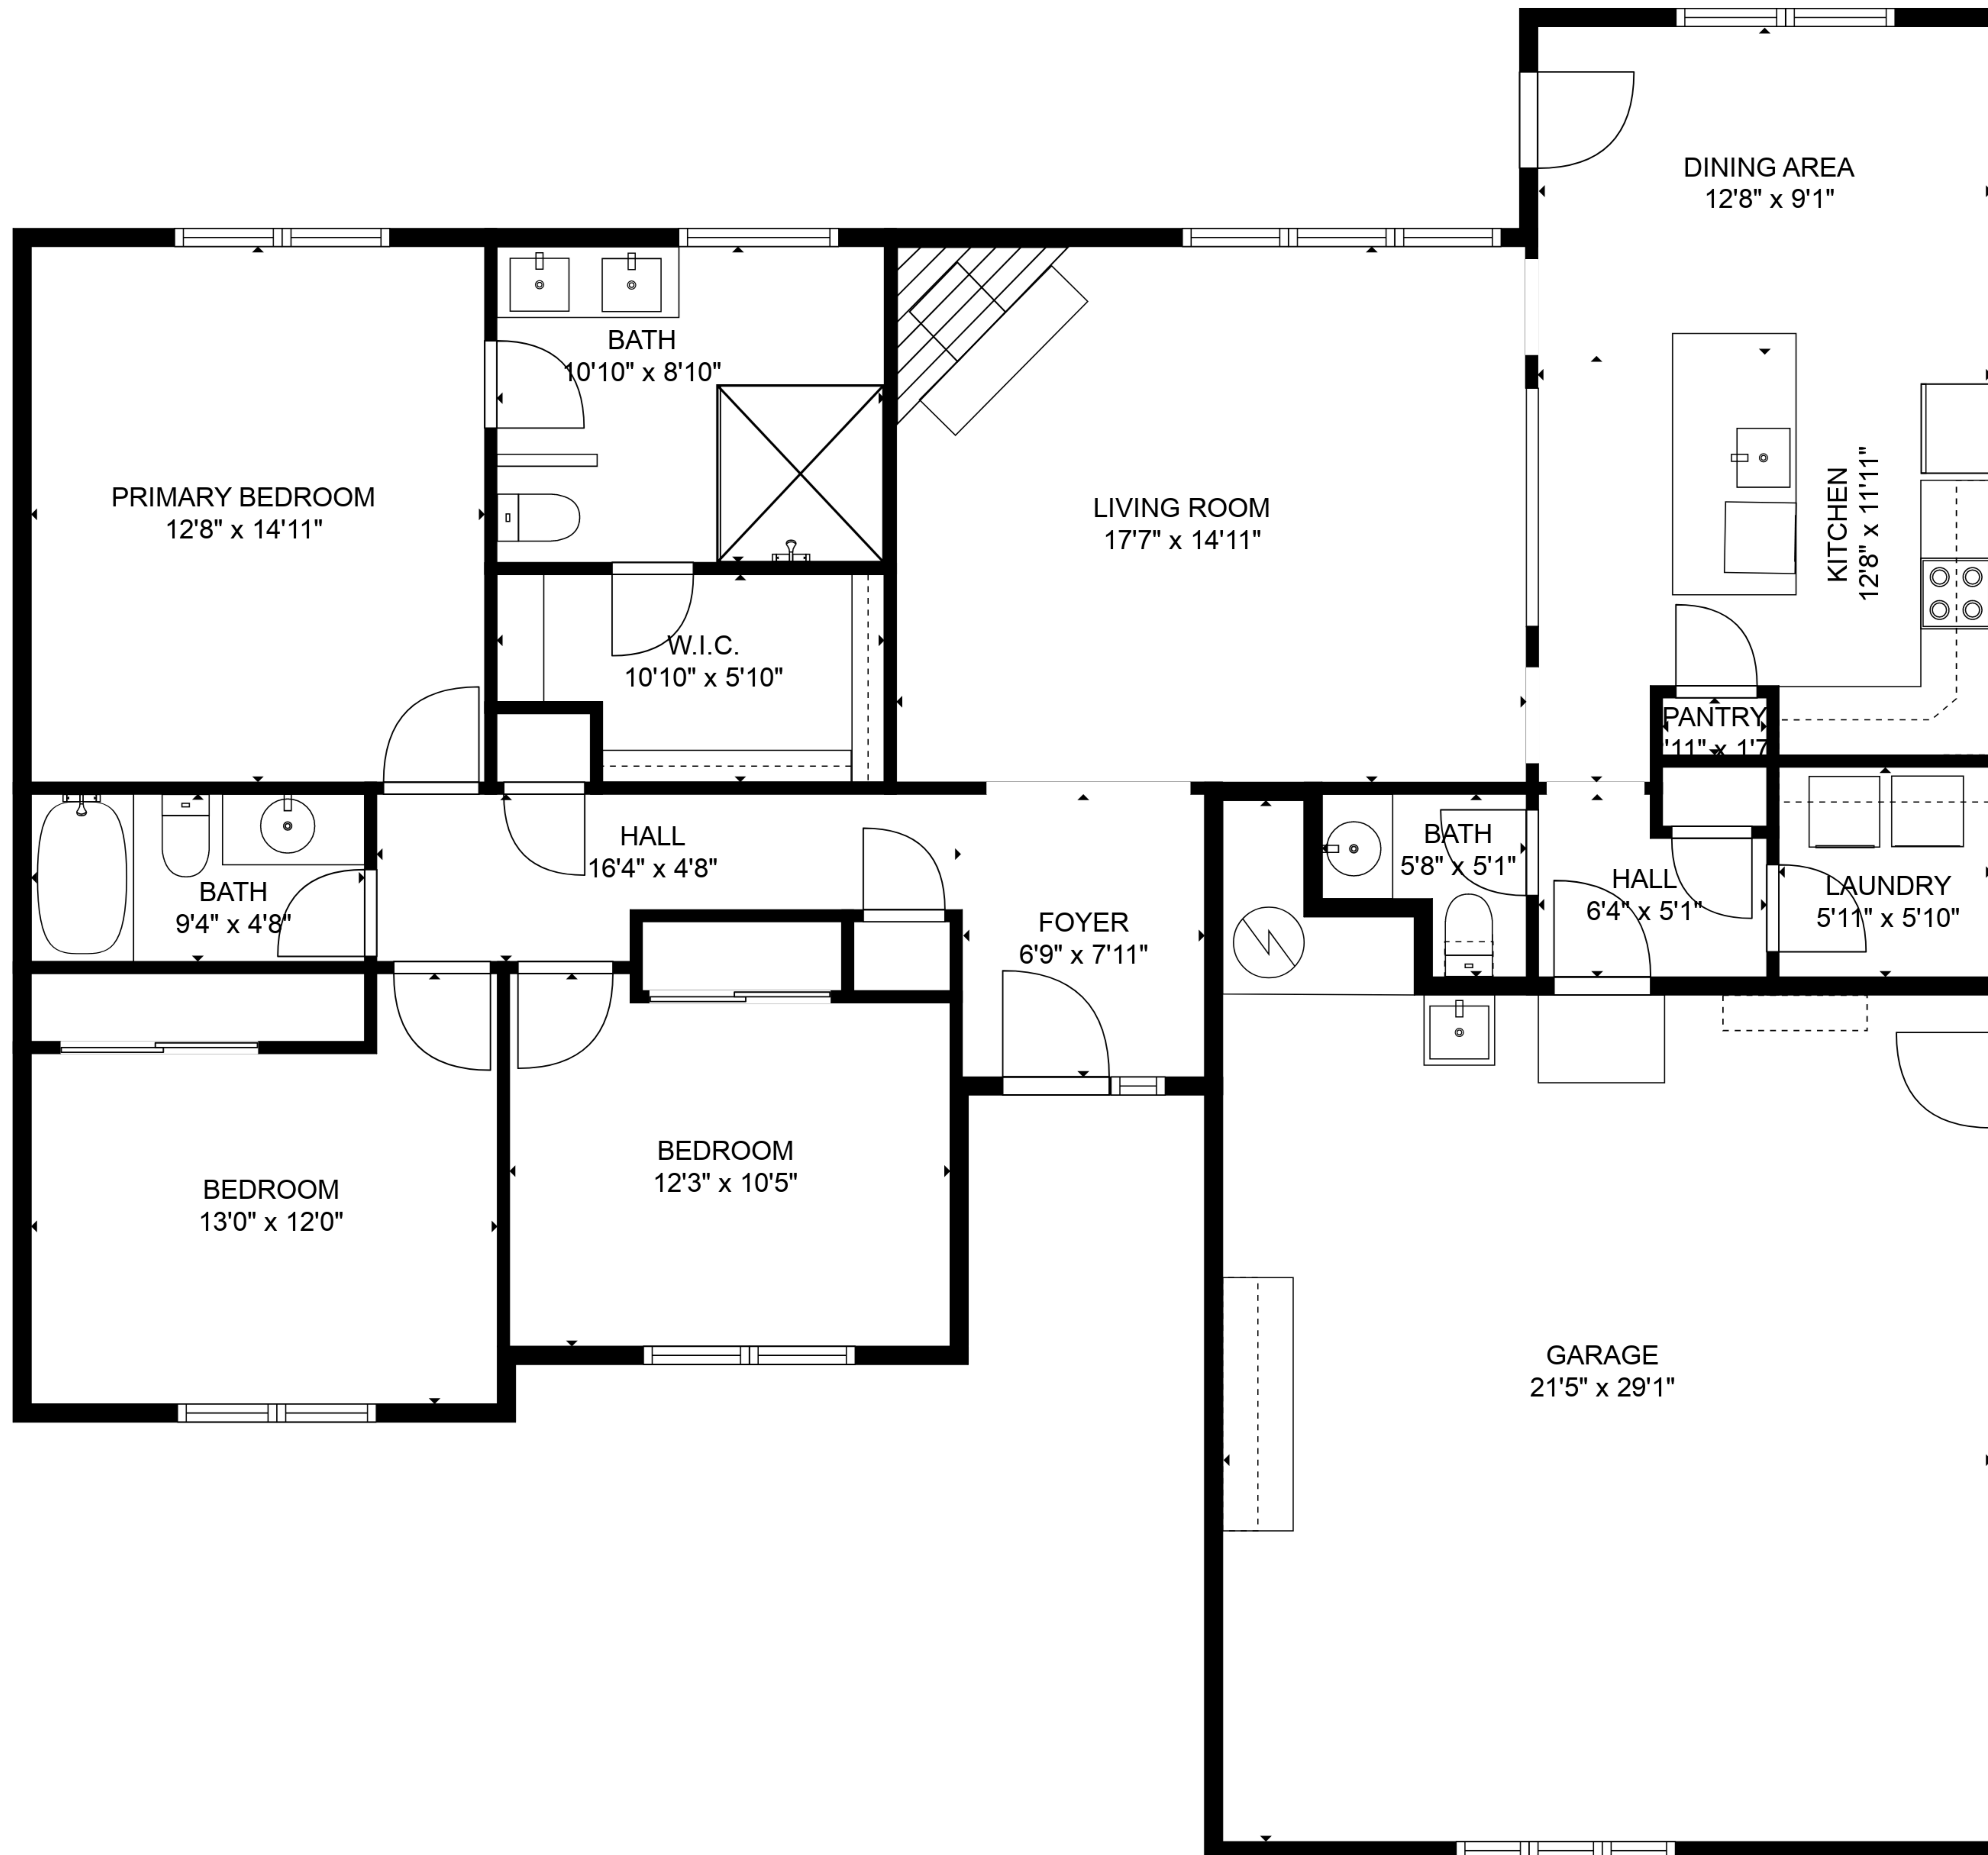 DINING AREA
12'8" x 9'1"
BATH
10'10" x 8'10"
PRIMARY BEDROOM
12'8" x 14'11"
LIVING ROOM
17'7" x 14'11"
KITCHEN
12'8" x 11'11"
W.I.C.
10'10" x 5'10"
PANTRY
'11" x 1'7
HALL
16'4" x 4'8"
BATH
5'8" x 5'1"
BATH
9'4" x 4'8"
HALL
6'4" x 5'1"
LAUNDRY
5'11" x 5'10"
FOYER
6'9" x 7'11"
BEDROOM
12'3" x 10'5"
BEDROOM
13'0" x 12'0"
GARAGE
21'5" x 29'1"